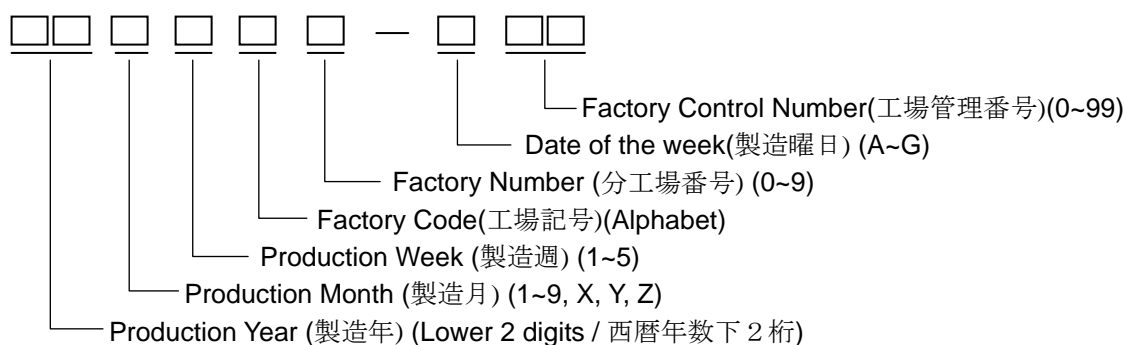 □□ □ □ □ □ — □ □□
Factory Control Number(工場管理番号)(0~99)
Date of the week(製造曜日) (A~G)
Factory Number (分工場番号) (0~9)
Factory Code(工場記号)(Alphabet)
Production Week (製造週) (1~5)
Production Month (製造月) (1~9, X, Y, Z)
Production Year (製造年) (Lower 2 digits / 西暦年数下２桁)